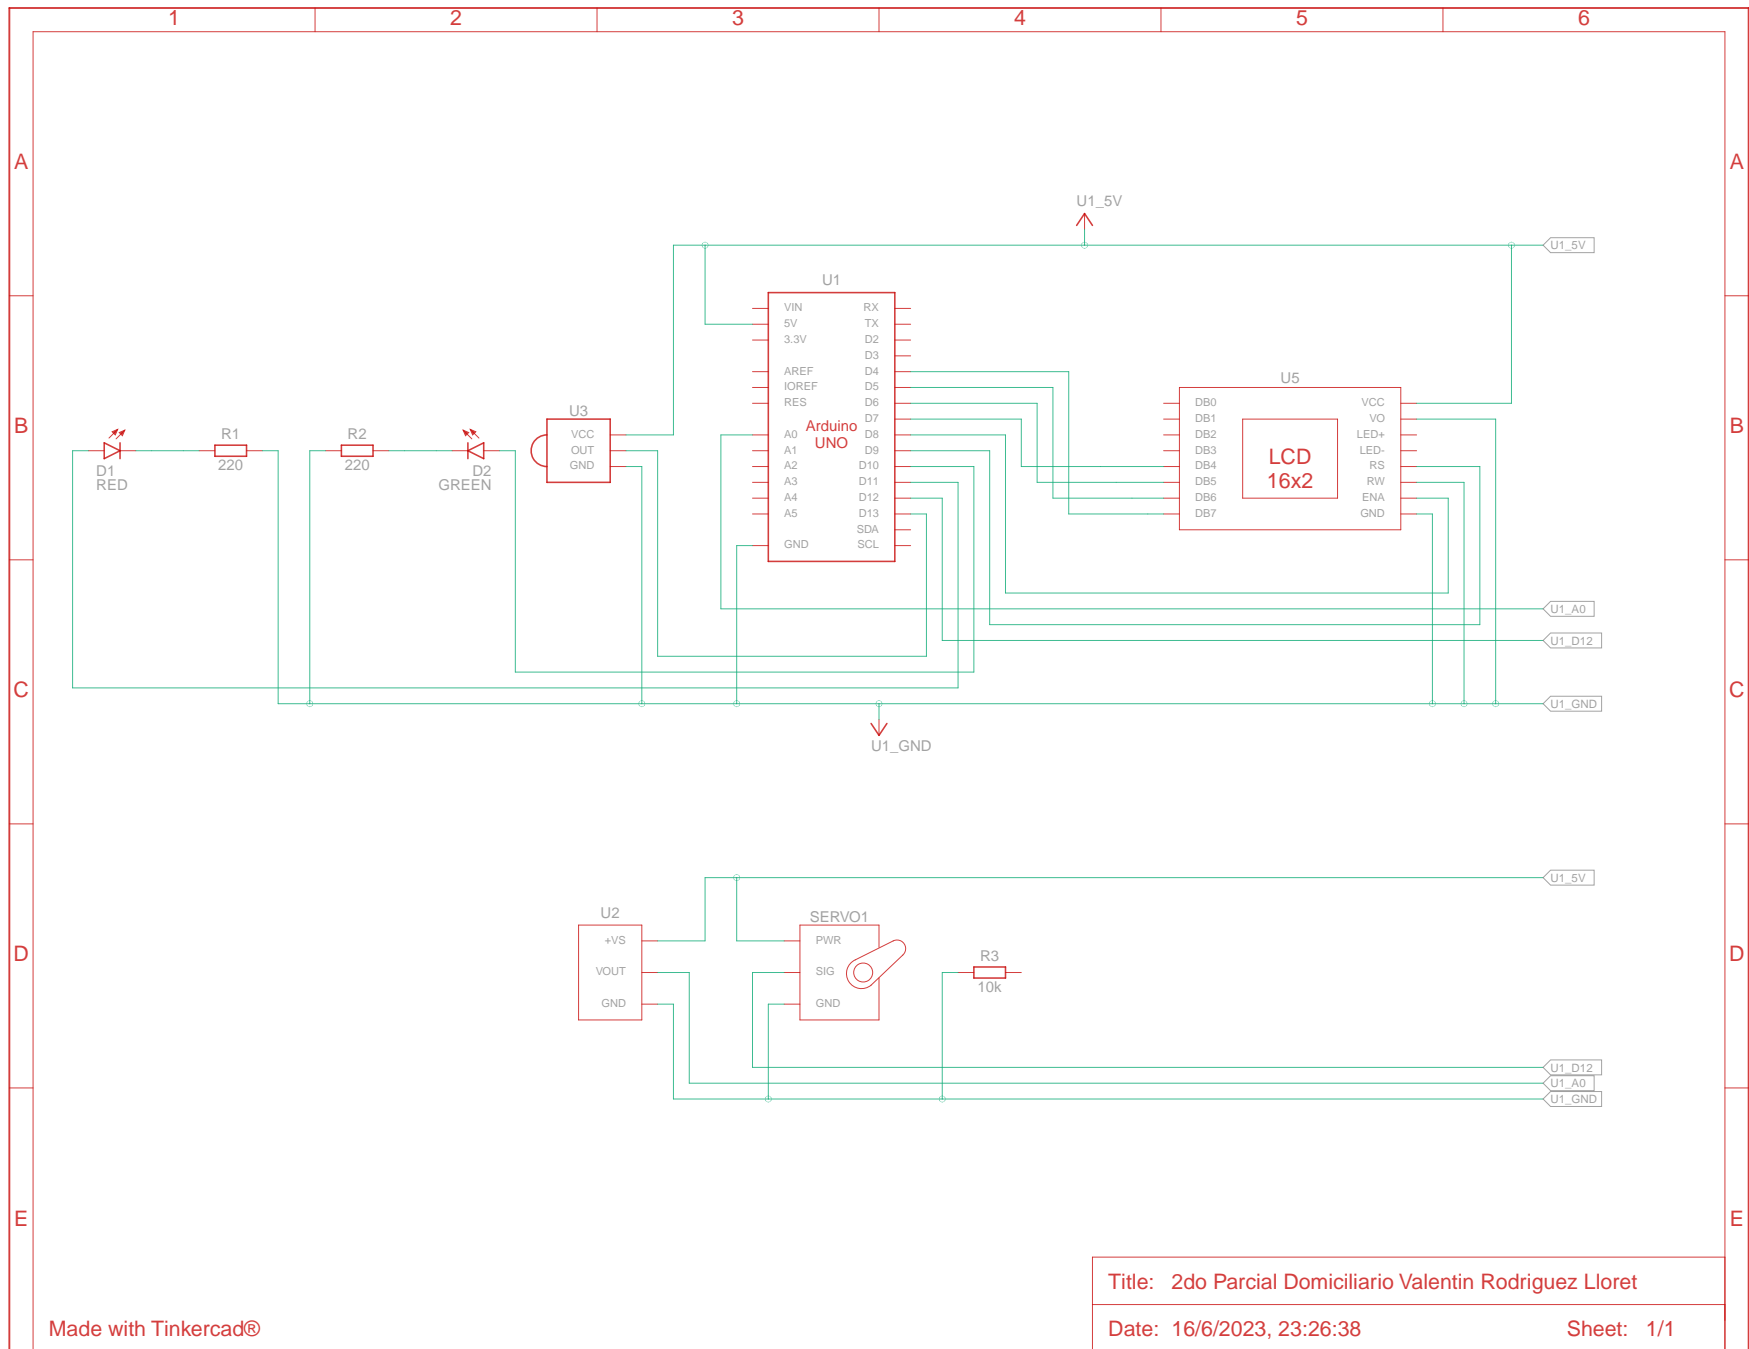 1 2 3 4 5 6
A A
U1_5V
U1_5V
U1
VIN RX
5V TX
3.3V D2
D3
AREF D4
IOREF D5
RES D6
D7
A0 D8
A1 D9
A2 D10
A3 D11
A4 D12
A5 D13
SDA
GND SCL
Arduino
UNO
U5
DB0 VCC
DB1 VO
DB2 LED+
DB3 LED-
DB4 RS
DB5 RW
DB6 ENA
DB7 GND
LCD
16x2
B B
U3
VCC
OUT
GND
R1
220
R2
220
D1
RED
D2
GREEN
U1_A0
U1_D12
C C
U1_GND
U1_GND
U1_5V
U2
+VS
VOUT
GND
SERVO1
PWR
SIG
GND
R3
10k
D D
U1_D12
U1_A0
U1_GND
E E
Title: 2do Parcial Domiciliario Valentin Rodriguez Lloret
Made with Tinkercad®
Date: 16/6/2023, 23:26:38 Sheet: 1/1